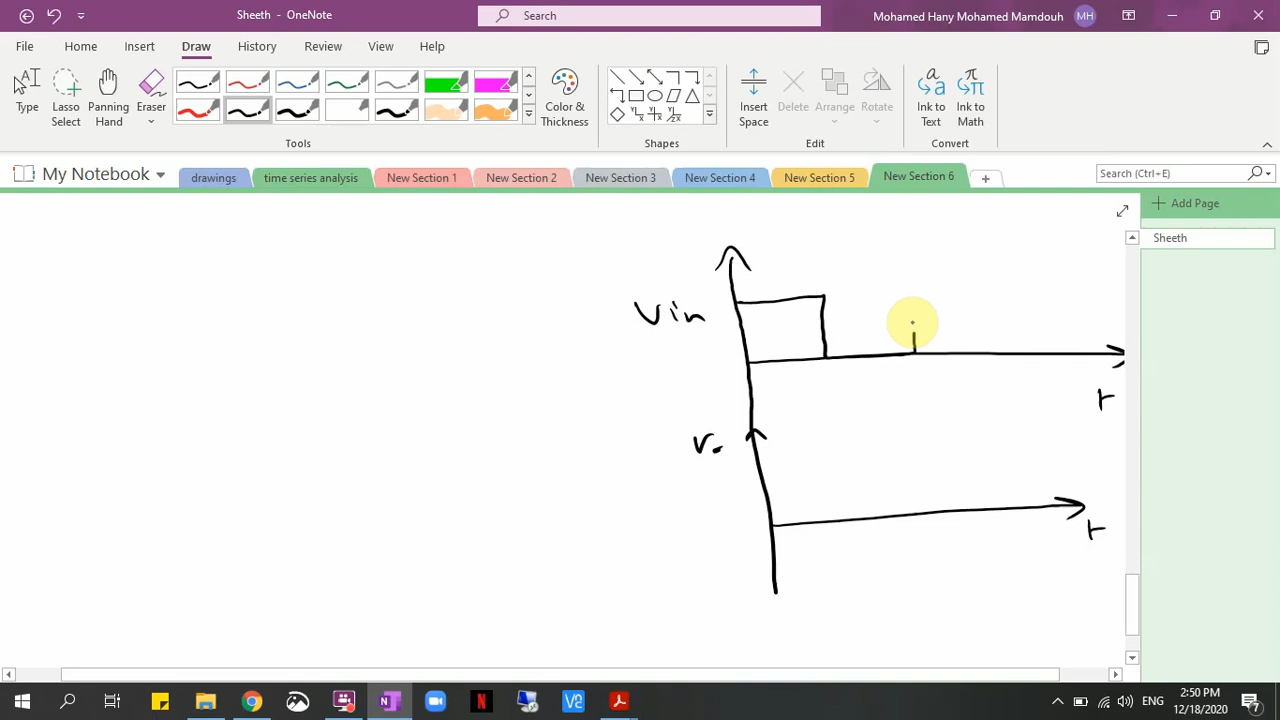 Sheeth - OneNote
Search
Mohamed Hany Mohamed Mamdouh MH
File Home Insert Draw History Review View Help
Type
Lasso Select
Panning Hand
Eraser
Color & Thickness
Insert Space
Delete
Arrange
Rotate
Ink to Text
Ink to Math
Tools
Shapes
Edit
Convert
My Notebook
drawings
time series analysis
New Section 1
New Section 2
New Section 3
New Section 4
New Section 5
New Section 6
Search (Ctrl+E)
Add Page
Sheeth
Vin
ENG
2:50 PM
12/18/2020
7